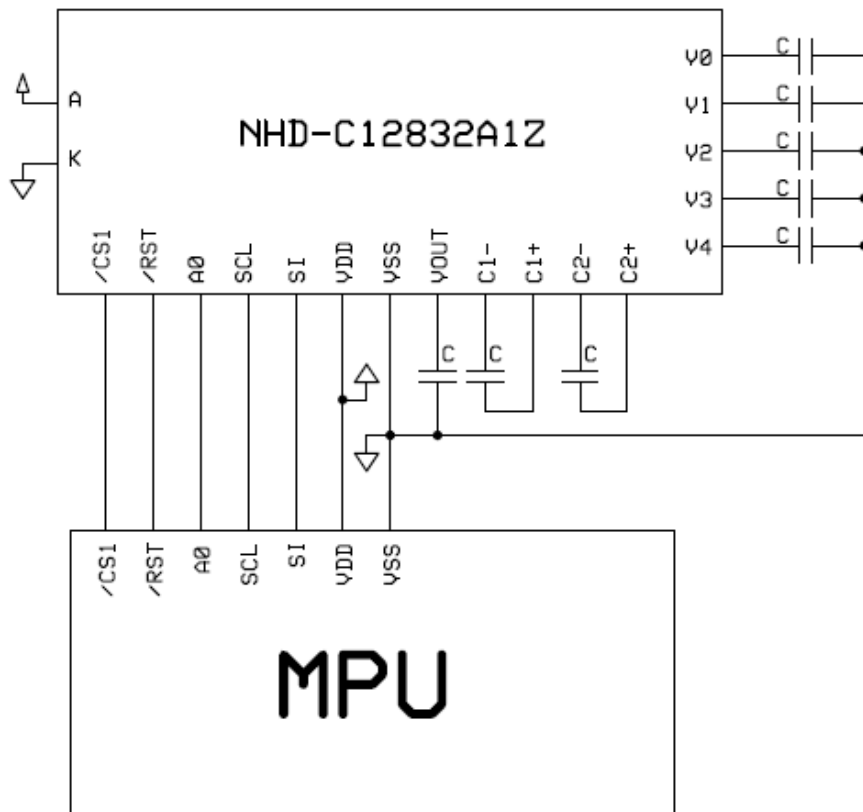 V0 C
A
V1 C
NHD-C12832A1Z
V2 C
K
V3 C
V4 C
/CS1 /RST A0 SCL SI VDD VSS VOUT C1- C1+ C2- C2+
C C C
/CS1 /RST A0 SCL SI VDD VSS
MPU